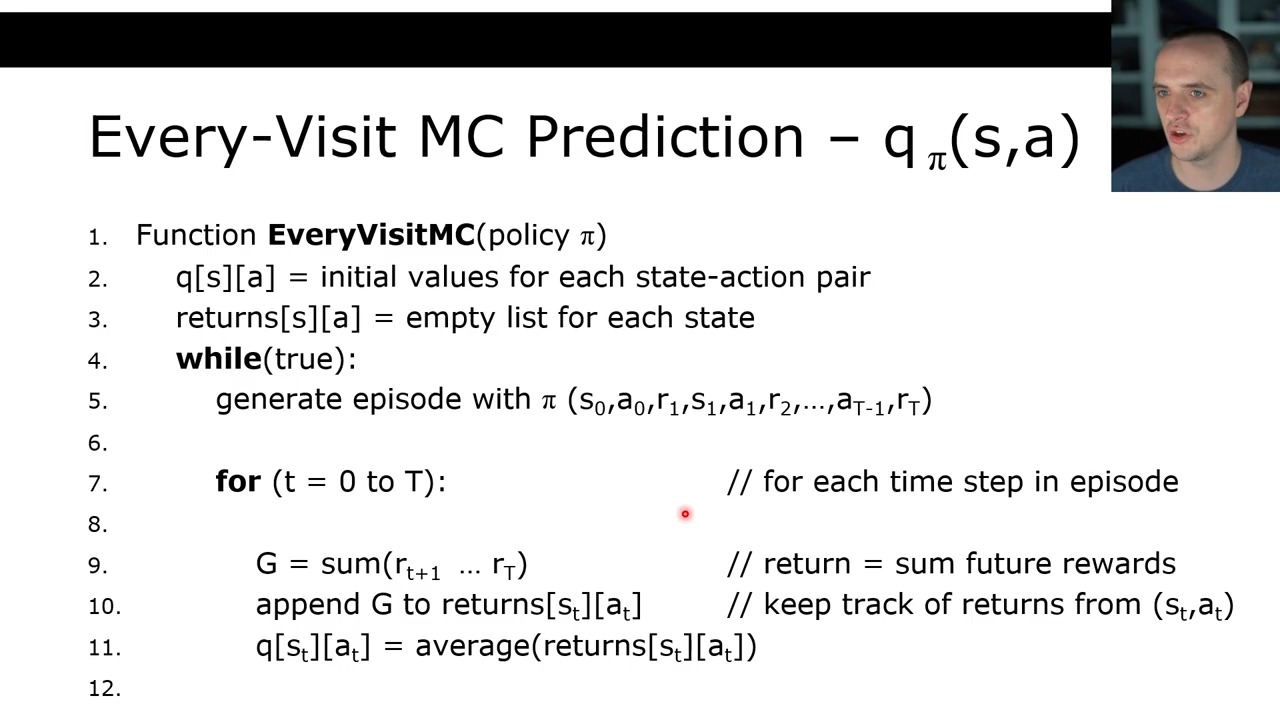 Every-Visit MC Prediction – q π(s,a)
1. Function EveryVisitMC(policy π)
2. q[s][a] = initial values for each state-action pair
3. returns[s][a] = empty list for each state
4. while(true):
5. generate episode with π (s0,a0,r1,s1,a1,r2,…,aT-1,rT)
6.
7. for (t = 0 to T): // for each time step in episode
8.
9. G = sum(rt+1 … rT) // return = sum future rewards
10. append G to returns[st][at] // keep track of returns from (st,at)
11. q[st][at] = average(returns[st][at])
12.